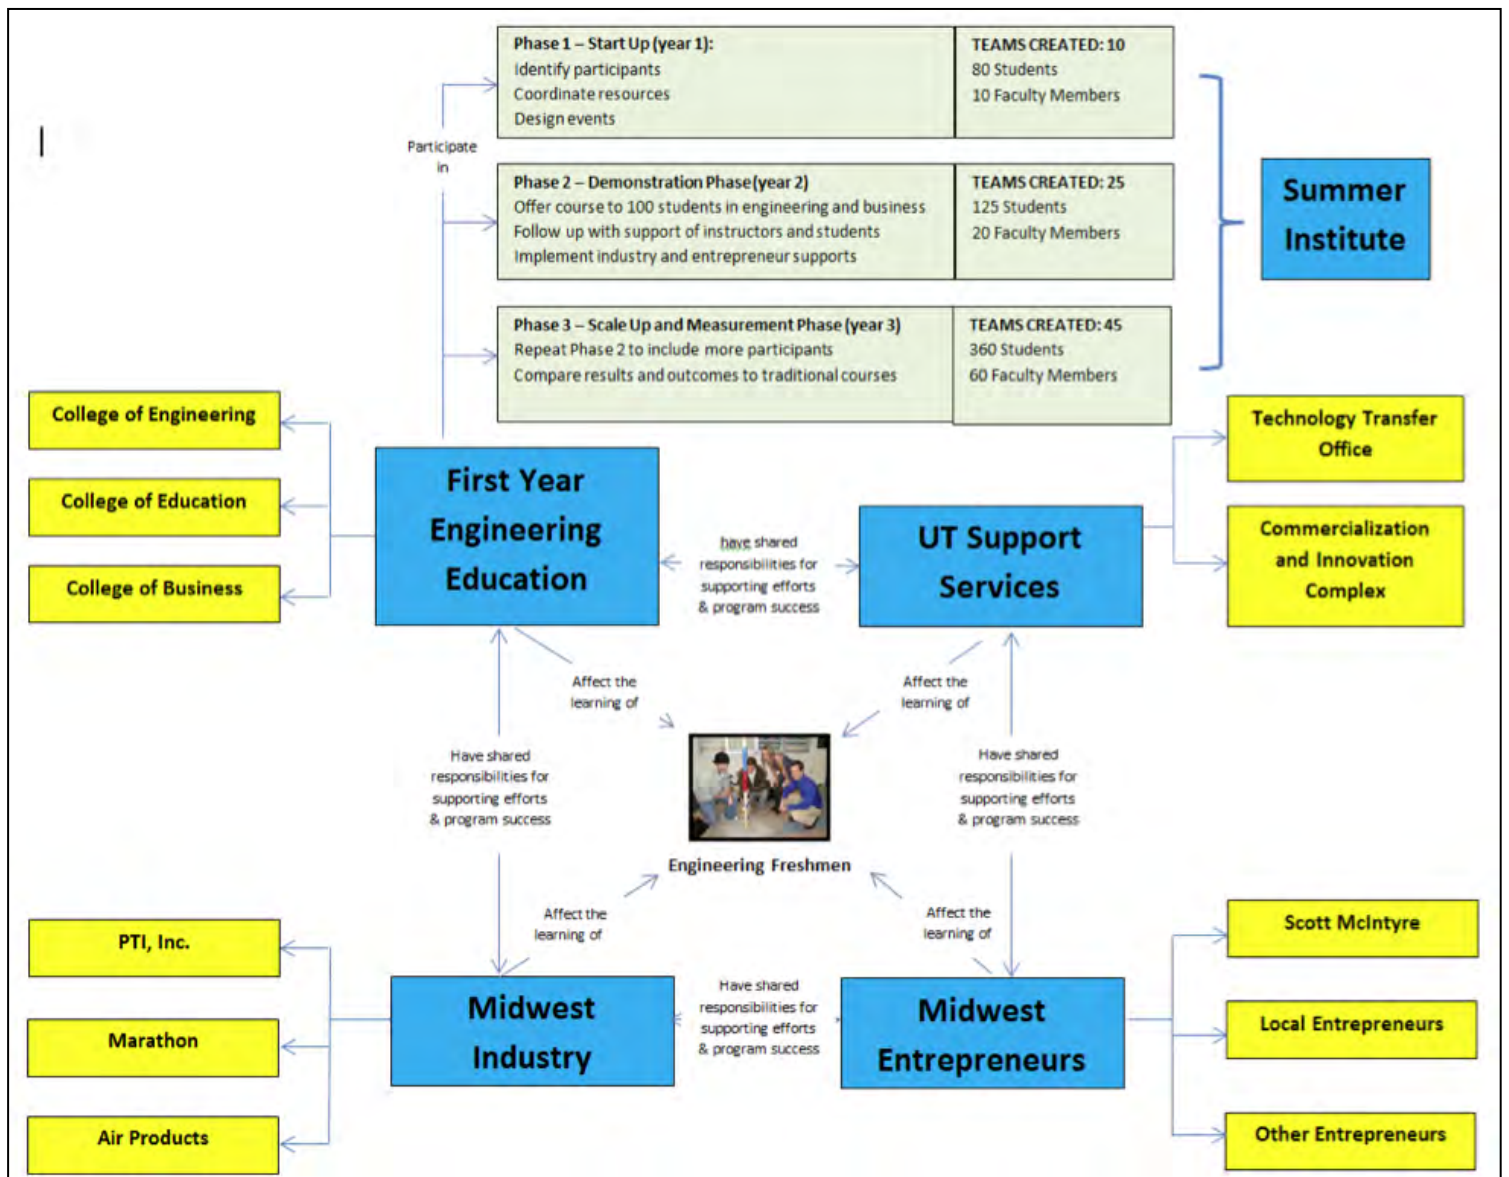 Phase 1 – Start Up (year 1):
Identify participants
Coordinate resources
Design events
TEAMS CREATED: 10
80 Students
10 Faculty Members
Participate
in
Phase 2 – Demonstration Phase (year 2)
Offer course to 100 students in engineering and business
Follow up with support of instructors and students
Implement industry and entrepreneur supports
TEAMS CREATED: 25
125 Students
20 Faculty Members
Summer
Institute
Phase 3 – Scale Up and Measurement Phase (year 3)
Repeat Phase 2 to include more participants
Compare results and outcomes to traditional courses
TEAMS CREATED: 45
360 Students
60 Faculty Members
College of Engineering
College of Education
College of Business
First Year
Engineering
Education
have shared
responsibilities for
supporting efforts
& program success
UT Support
Services
Technology Transfer
Office
Commercialization
and Innovation
Complex
Affect the
learning of
Affect the
learning of
Have shared
responsibilities for
supporting efforts
& program success
Engineering Freshmen
Have shared
responsibilities for
supporting efforts
& program success
Affect the
learning of
Affect the
learning of
PTI, Inc.
Marathon
Air Products
Midwest
Industry
Have shared
responsibilities for
supporting efforts
& program success
Midwest
Entrepreneurs
Scott McIntyre
Local Entrepreneurs
Other Entrepreneurs